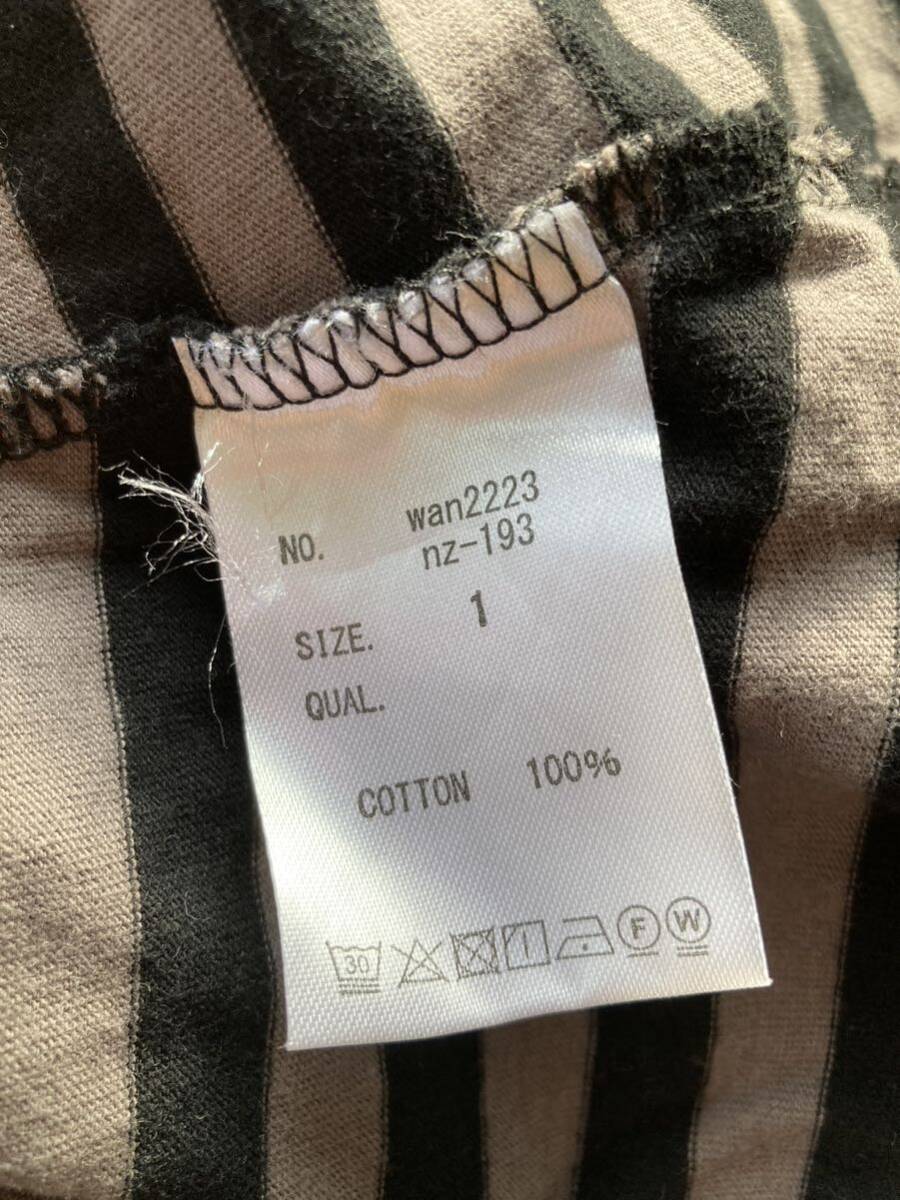 NO. wan2223
nz-193
SIZE. 1
QUAL.
COTTON 100%
30 F W